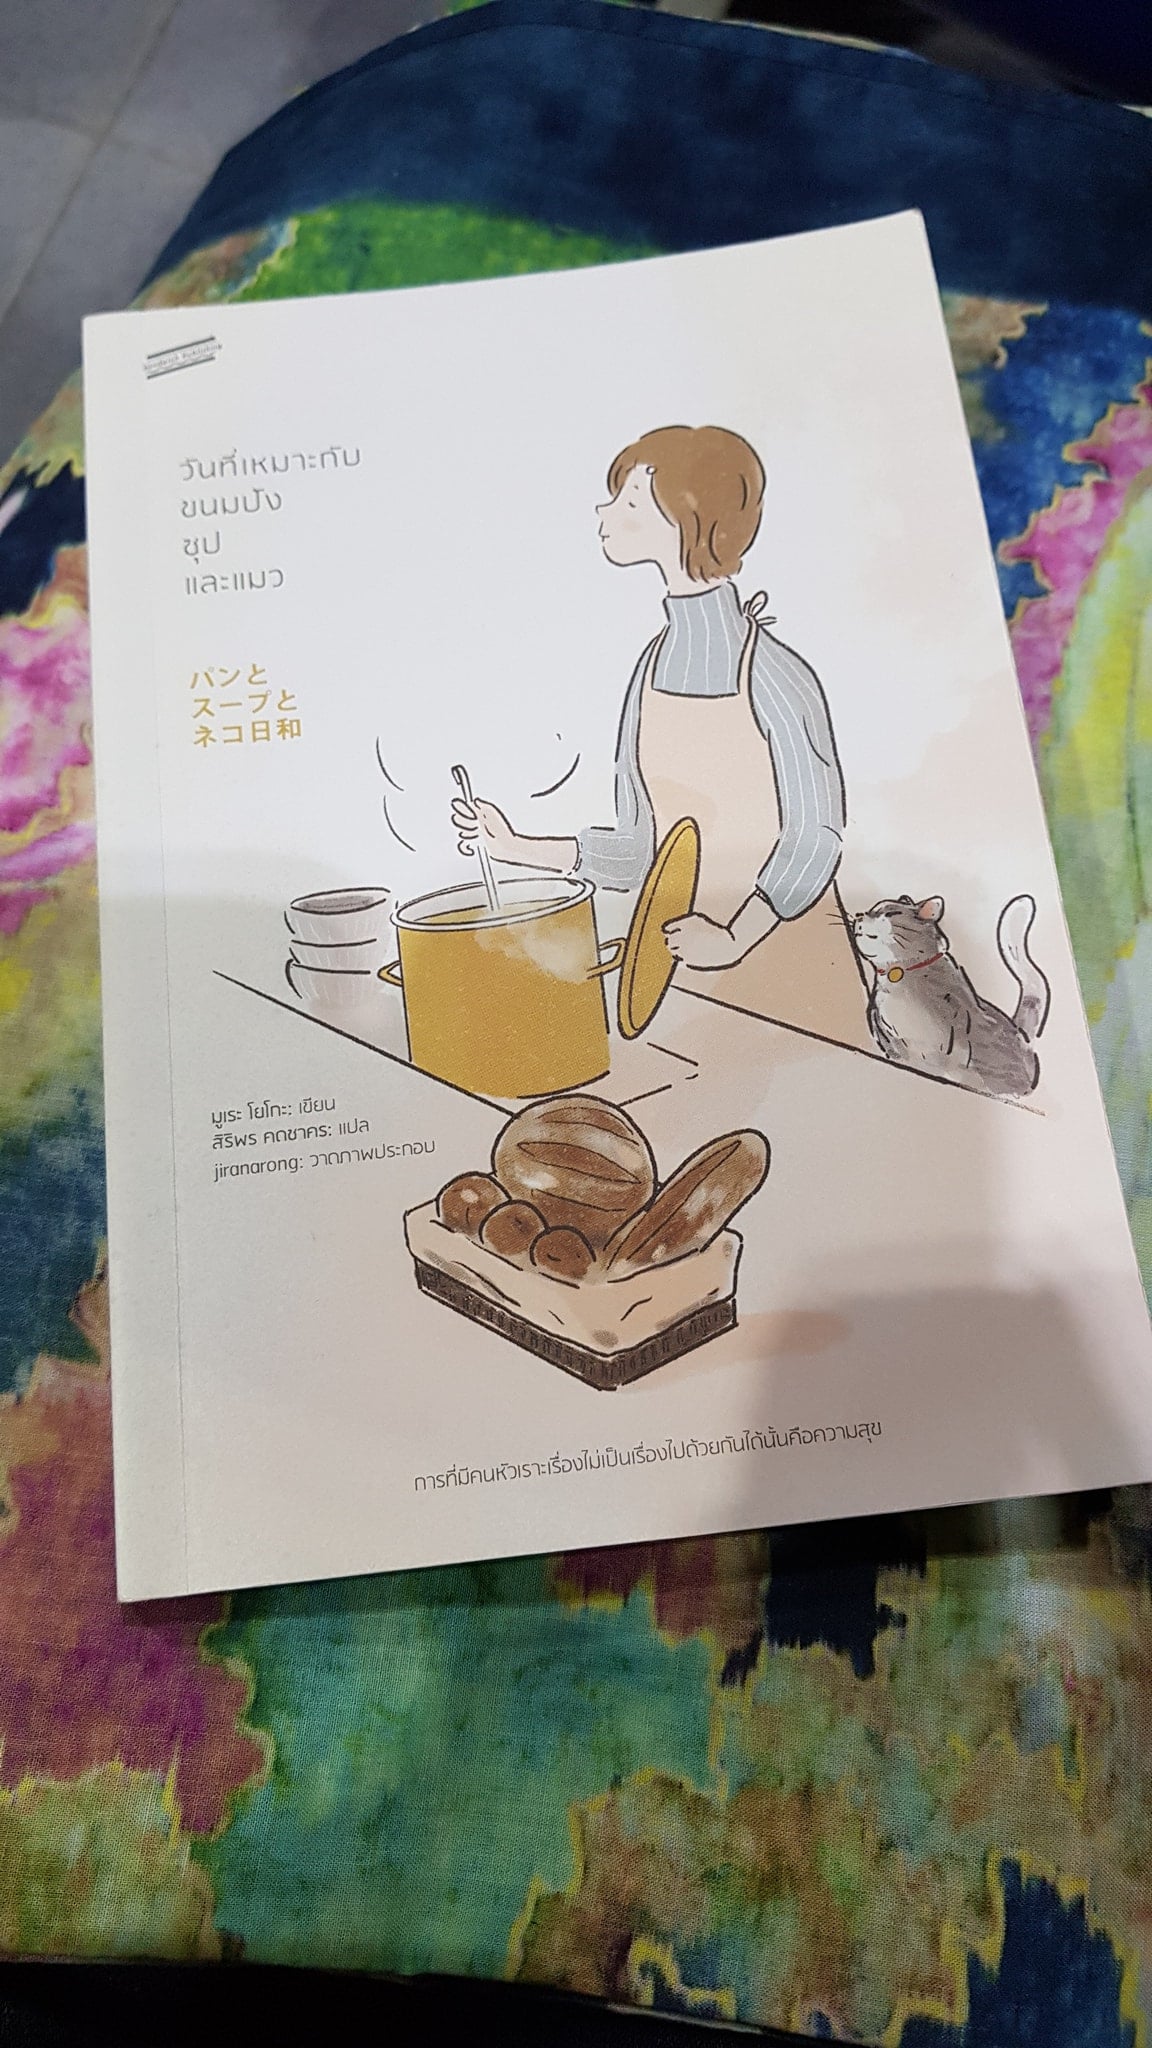 วันที่เหมาะกับ
ขนมปัง
ซุป
และแมว
パンと
スープと
ネコ日和
มูเระ โยโกะ: เขียน
สิริพร คดชาคร: แปล
jiranarong: วาดภาพประกอบ
การที่มีคนหัวเราะเรื่องไม่เป็นเรื่องไปด้วยกันได้นั้นคือความสุข